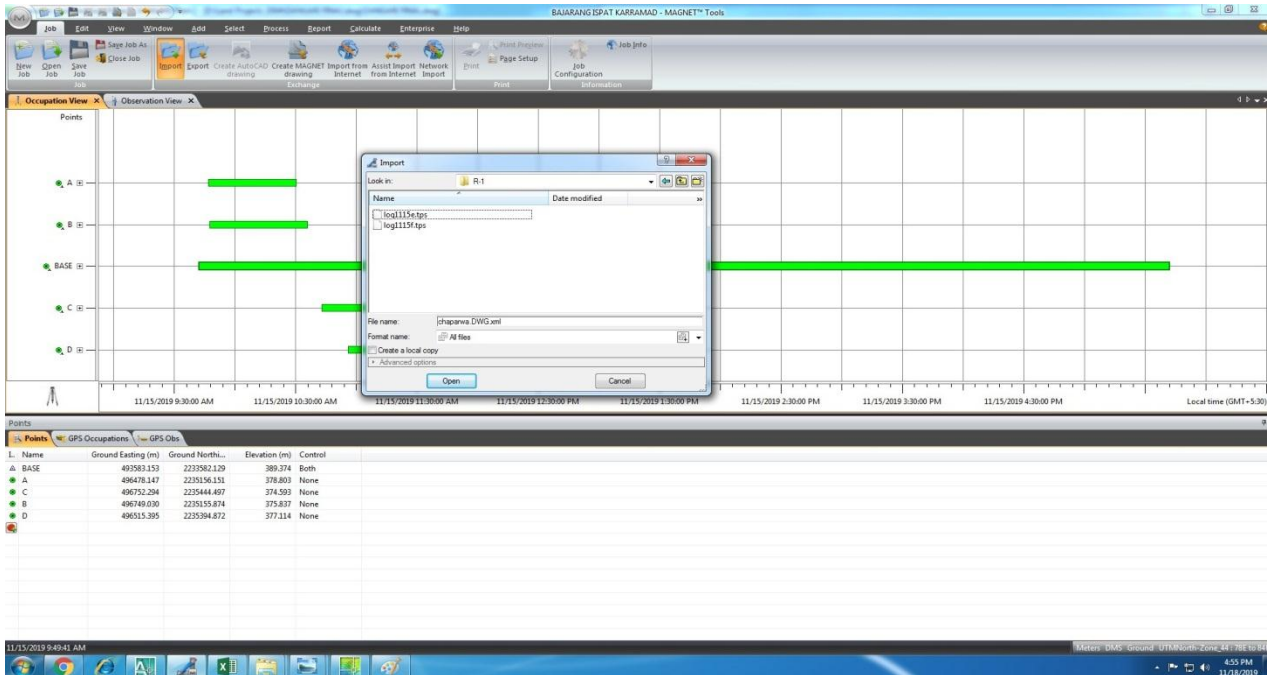 BAJARANG ISPAT KARRAMAD - MAGNET™ Tools
Job Edit View Window Add Select Process Report Calculate Enterprise Help
New Job
Open Job
Save Job
Save Job As
Close Job
Import
Export
Create AutoCAD drawing
Create MAGNET drawing
Import from Internet
Assist Import from Internet
Network Import
Print
Print Preview
Page Setup
Job Configuration
Job Info
Job Exchange Print Information
Occupation View X Observation View X
Points
A
B
BASE
C
D
Import
Look in: R-1
Name Date modified »
log1115e.tps
log1115f.tps
File name: chaparwa.DWG.xml
Format name: All files
Create a local copy
Advanced options
Open Cancel
11/15/2019 9:30:00 AM 11/15/2019 10:30:00 AM 11/15/2019 11:30:00 AM 11/15/2019 12:30:00 PM 11/15/2019 1:30:00 PM 11/15/2019 2:30:00 PM 11/15/2019 3:30:00 PM 11/15/2019 4:30:00 PM Local time (GMT+5:30)
Points
Points GPS Occupations GPS Obs
I.. Name Ground Easting (m) Ground Northi... Elevation (m) Control
BASE 493583.153 2233582.129 389.374 Both
A 496478.147 2235156.151 378.803 None
C 496752.294 2235444.497 374.593 None
B 496749.030 2235155.874 375.837 None
D 496515.395 2235394.872 377.114 None
11/15/2019 9:49:41 AM Meters DMS Ground UTMNorth-Zone_44 : 78E to 84
4:55 PM
11/18/2019